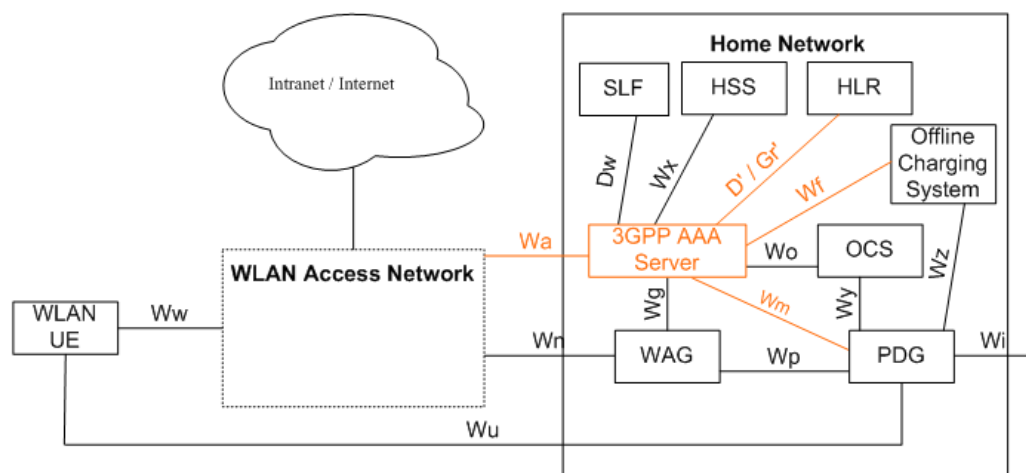 Home Network
Intranet / Internet
SLF
HSS
HLR
Offline
Charging
System
Dw
Wx
D' / Gr'
Wf
Wa
3GPP AAA
Server
Wo
OCS
Wz
WLAN Access Network
Wg
Wm
Wy
WLAN
UE
Ww
Wn
WAG
Wp
PDG
Wi
Wu